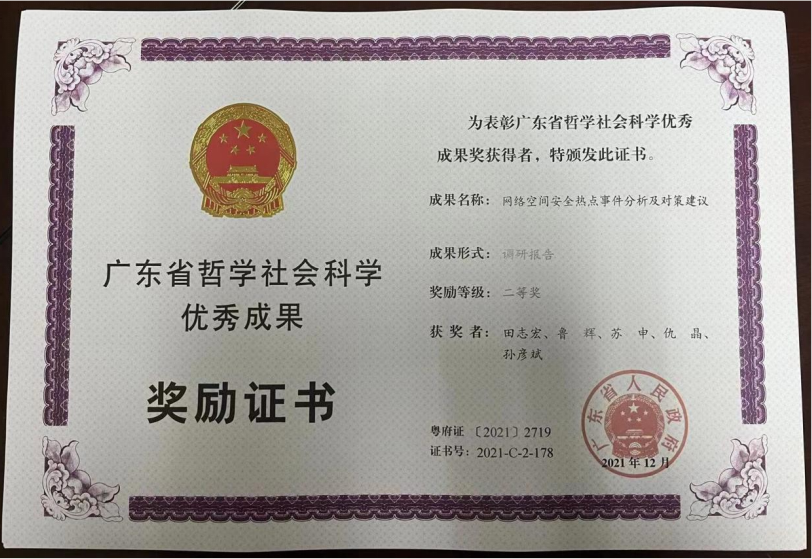 广东省哲学社会科学
优秀成果
奖励证书
为表彰广东省哲学社会科学优秀
成果奖获得者，特颁发此证书。
成果名称：网络空间安全热点事件分析及对策建议
成果形式：调研报告
奖励等级：二等奖
获奖者：田志宏、鲁 辉、苏 申、仇 晶、
孙彦斌
粤府证〔2021〕2719
证书号：2021-C-2-178
广东省人民政府
2021年12月